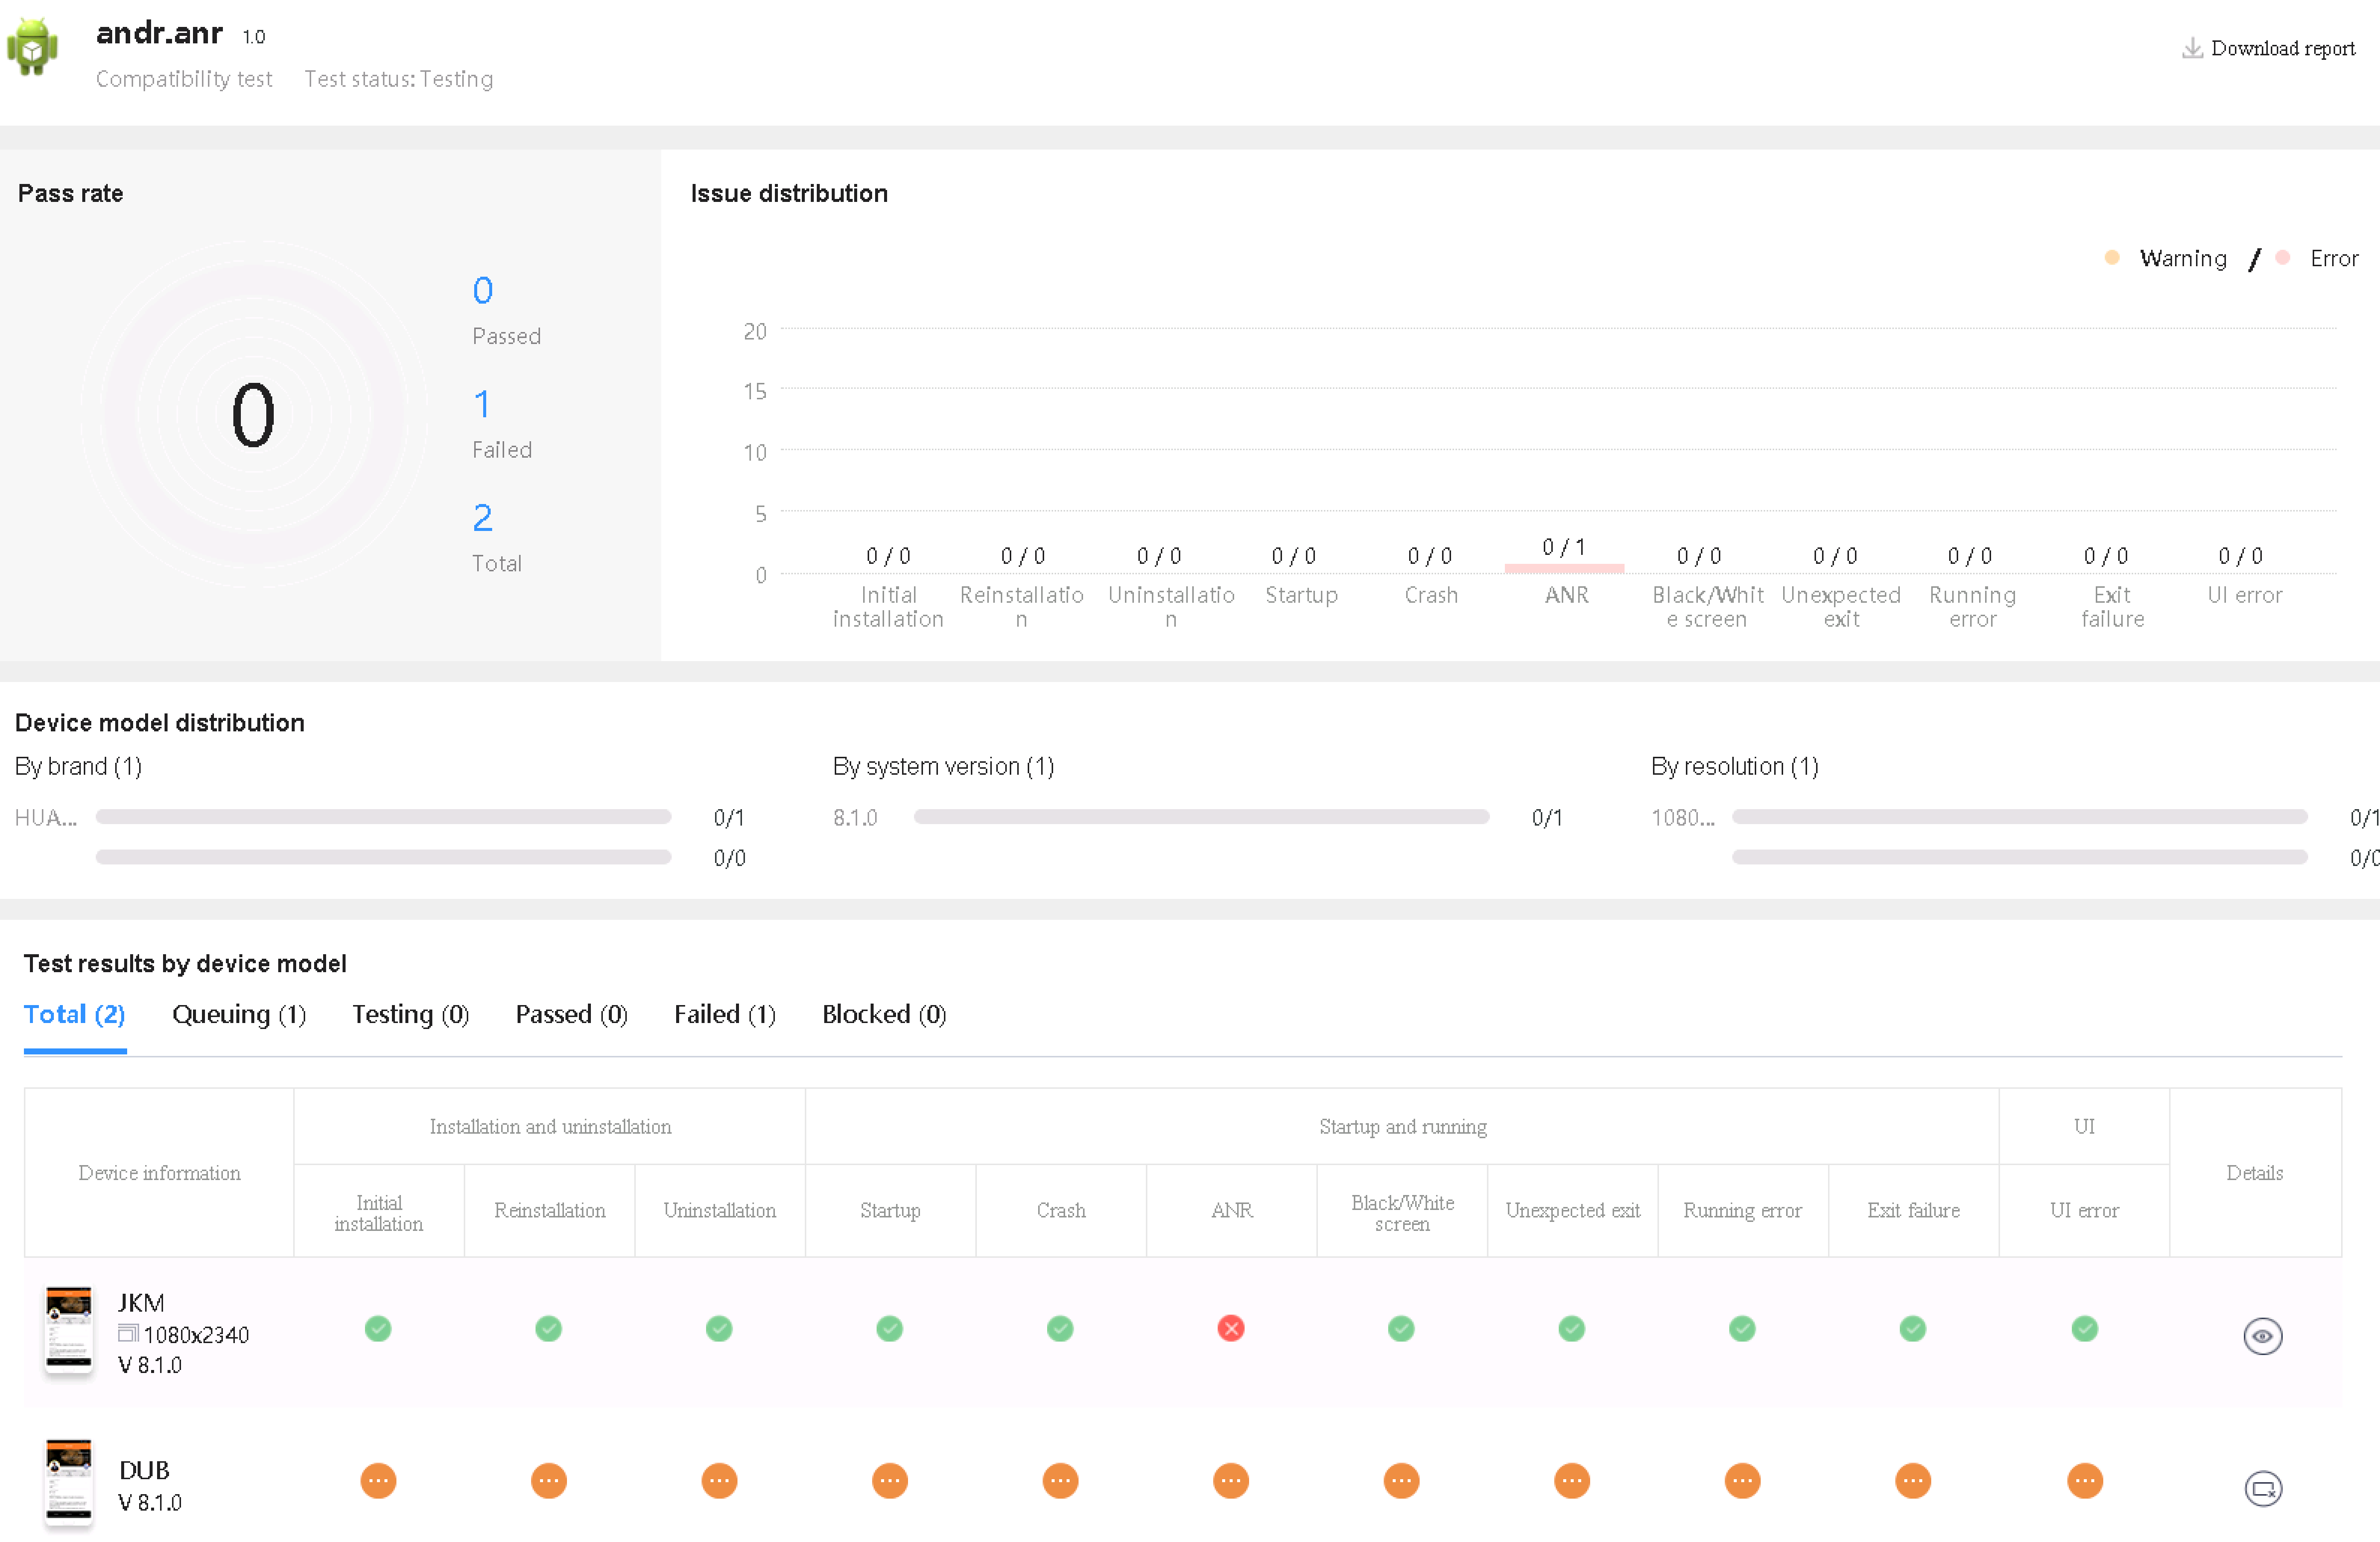 andr.anr 1.0
Compatibility test Test status: Testing
Download report
Pass rate
0
0
Passed
1
Failed
2
Total
Issue distribution
Warning / Error
20
15
10
5
0
0 / 0 0 / 0 0 / 0 0 / 0 0 / 0 0 / 1 0 / 0 0 / 0 0 / 0 0 / 0 0 / 0
Initial Reinstallatio Uninstallatio Startup Crash ANR Black/Whit Unexpected Running Exit UI error
installation n n e screen exit error failure
Device model distribution
By brand (1) By system version (1) By resolution (1)
HUA... 0/1 8.1.0 0/1 1080... 0/1
0/0 0/0
Test results by device model
Total (2) Queuing (1) Testing (0) Passed (0) Failed (1) Blocked (0)
Device information Installation and uninstallation Startup and running UI Details
Initial
installation Reinstallation Uninstallation Startup Crash ANR Black/White
screen Unexpected exit Running error Exit failure UI error
JKM
1080x2340
V 8.1.0
DUB
V 8.1.0